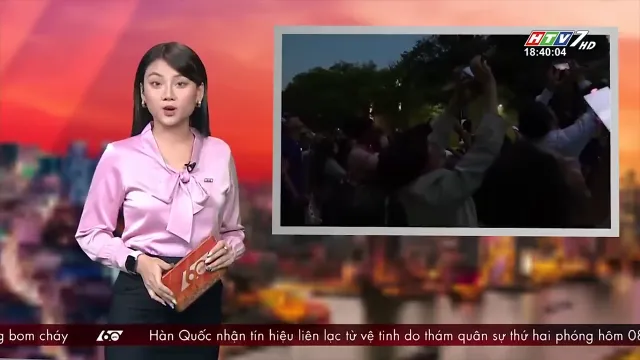 HTV7 HD
18:40:04
g bom cháy
60
Hàn Quốc nhận tín hiệu liên lạc từ vệ tinh do thám quân sự thứ hai phóng hôm 08